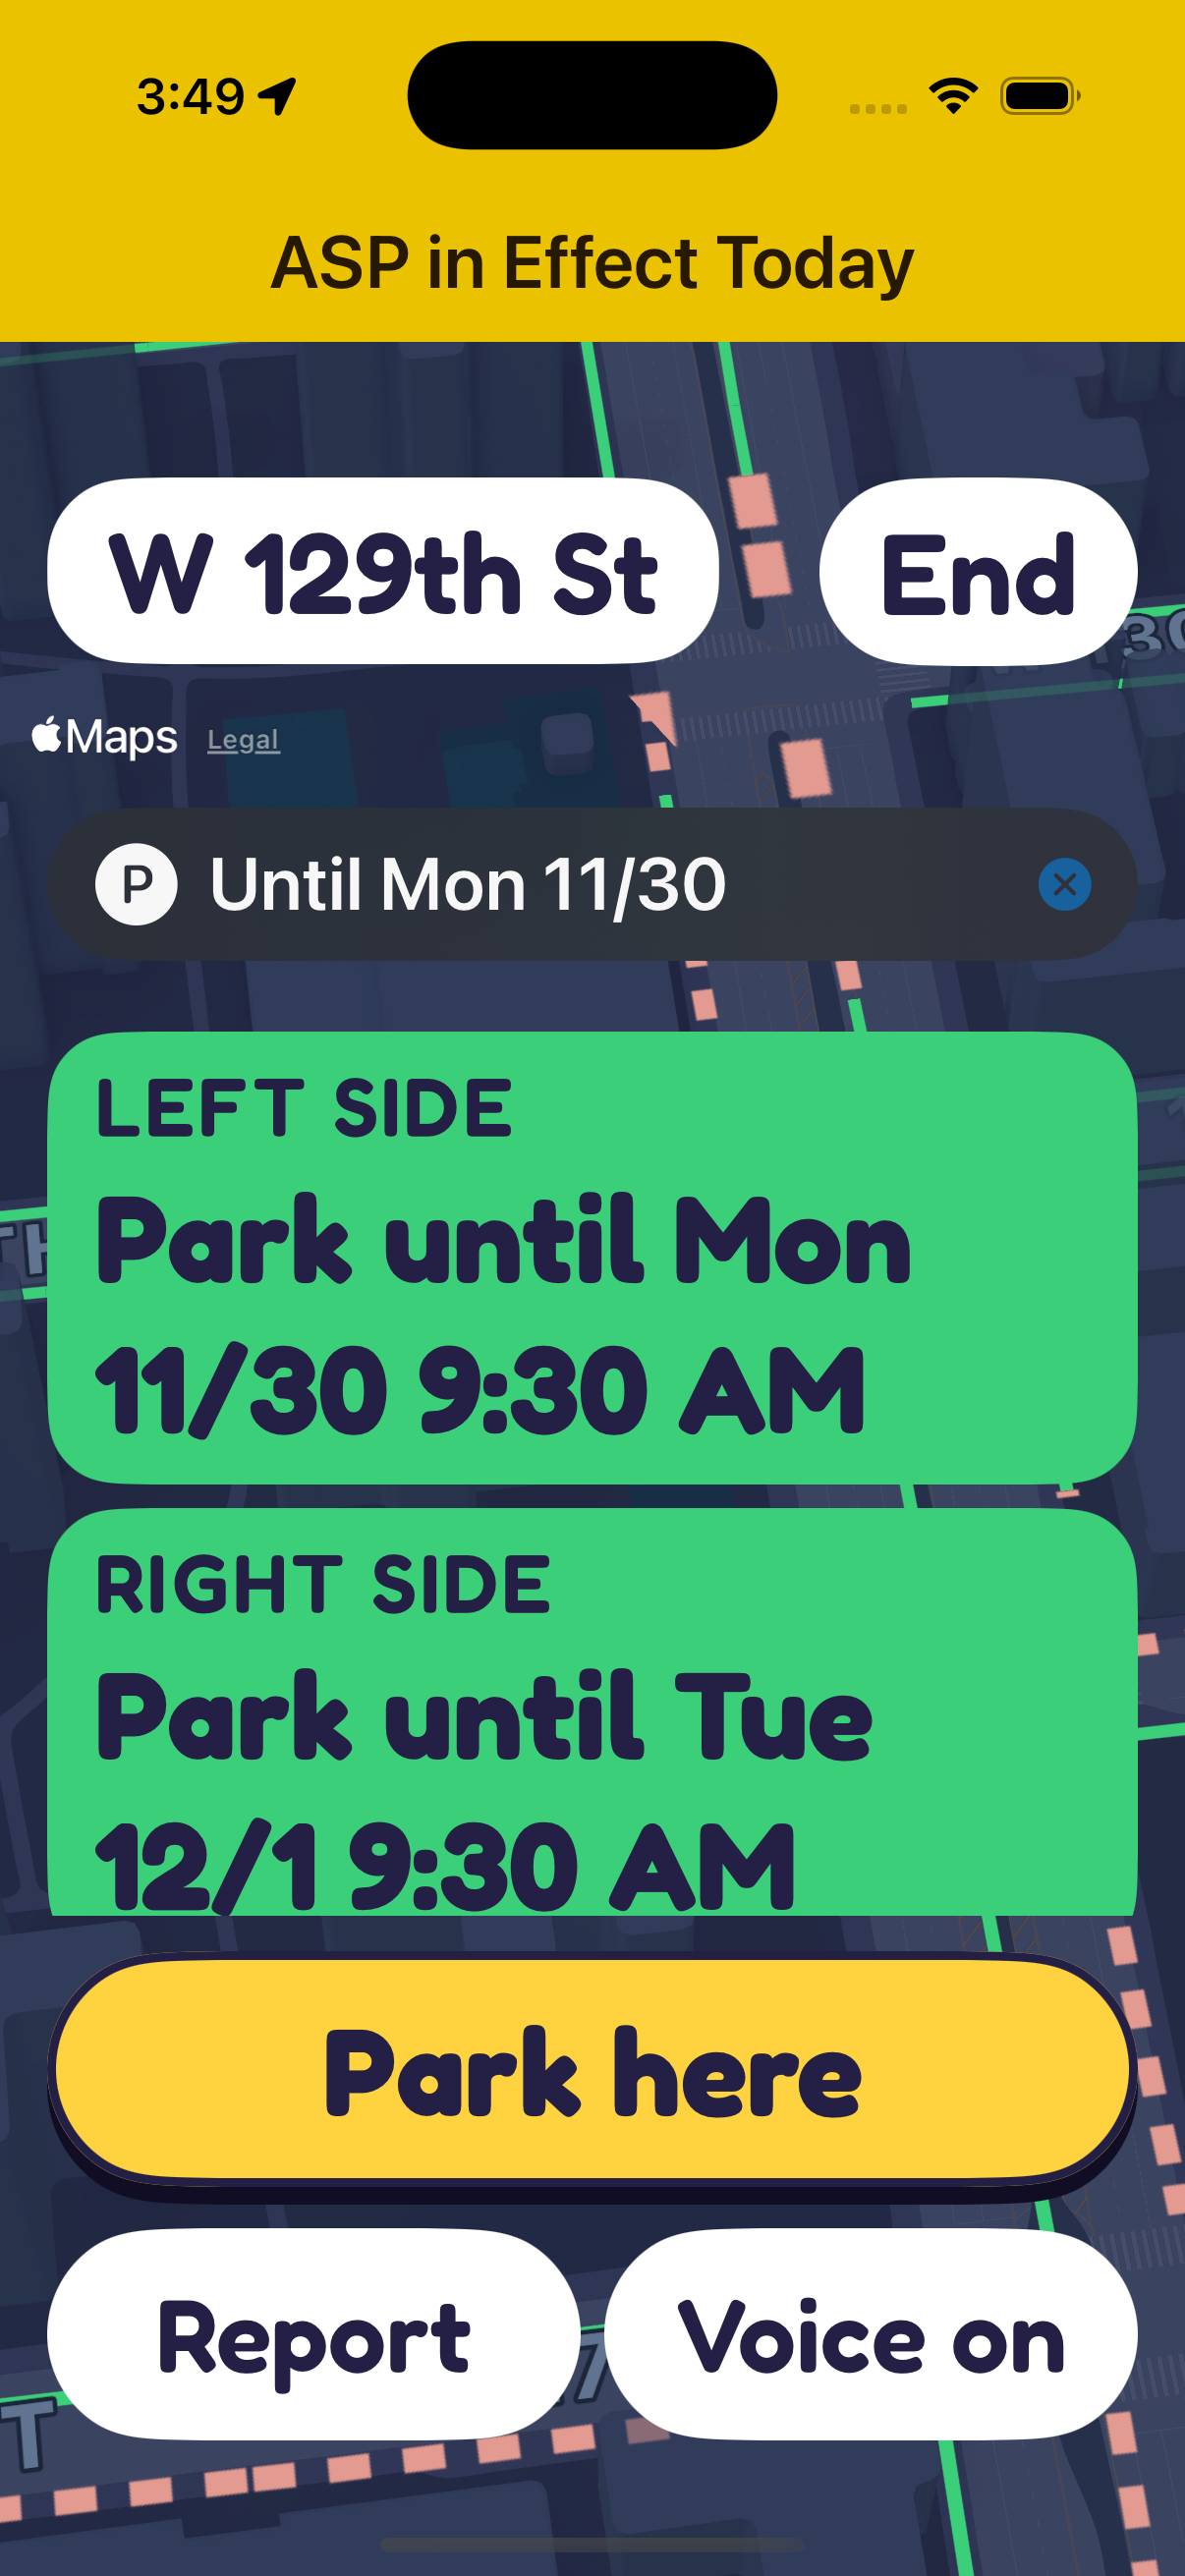 3:49
ASP in Effect Today
W 129th St
End
Maps
Legal
P
Until Mon 11/30
LEFT SIDE
Park until Mon
11/30 9:30 AM
RIGHT SIDE
Park until Tue
12/1 9:30 AM
Park here
Report
Voice on